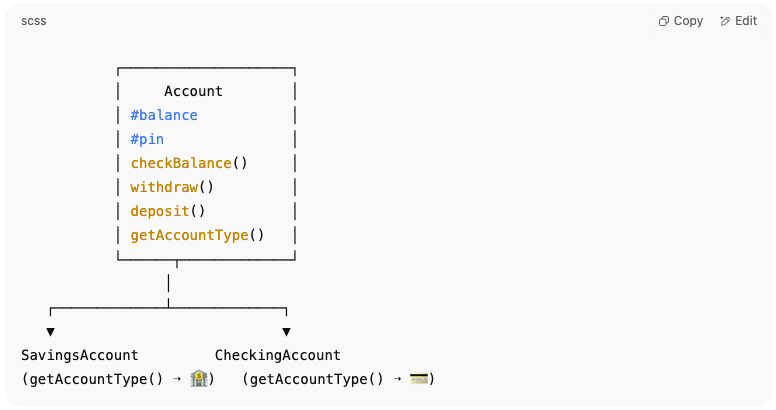 scss
Copy
Edit
Account
#balance
#pin
checkBalance()
withdraw()
deposit()
getAccountType()
SavingsAccount CheckingAccount
(getAccountType() → 🏦) (getAccountType() → 💳)